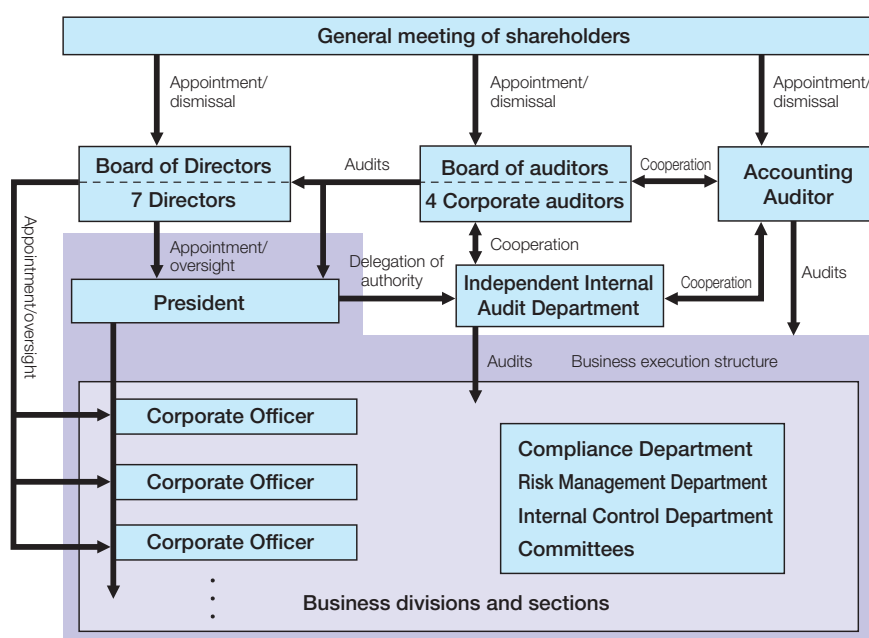 General meeting of shareholders
Appointment/
dismissal
Appointment/
dismissal
Appointment/
dismissal
Board of Directors
7 Directors
Audits
Board of auditors
4 Corporate auditors
Cooperation
Accounting
Auditor
Appointment/oversight
Appointment/
oversight
Delegation of
authority
Cooperation
President
Independent Internal
Audit Department
Cooperation
Audits
Audits
Business execution structure
Corporate Officer
Corporate Officer
Corporate Officer
Compliance Department
Risk Management Department
Internal Control Department
Committees
Business divisions and sections